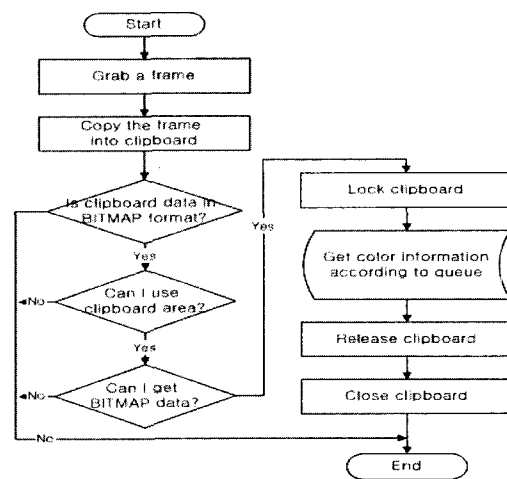 Start
Grab a frame
Copy the frame
into clipboard
Is clipboard data in
BITMAP format?
Yes
No
Can I use
clipboard area?
Yes
No
Can I get
BITMAP data?
Yes
No
Lock clipboard
Get color information
according to queue
Release clipboard
Close clipboard
End